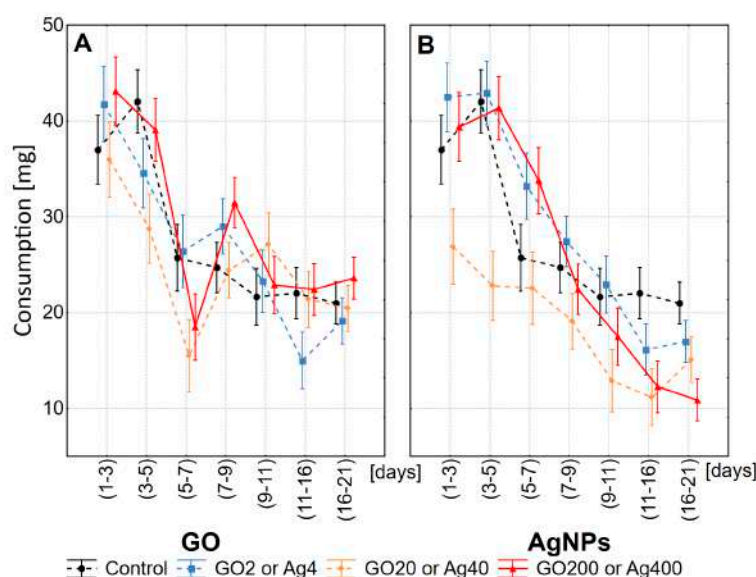 50
40
30
20
10
Consumption [mg]
A
B
(1-3) (3-5) (5-7) (7-9) (9-11) (11-16) (16-21) [days]
(1-3) (3-5) (5-7) (7-9) (9-11) (11-16) (16-21) [days]
GO AgNPs
Control GO2 or Ag4 GO20 or Ag40 GO200 or Ag400